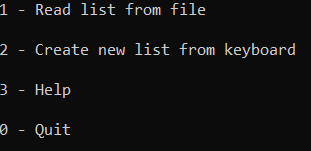 1 - Read list from file
2 - Create new list from keyboard
3 - Help
0 - Quit